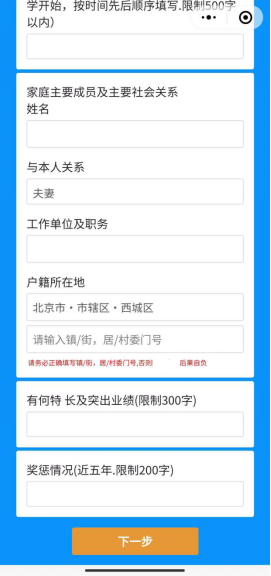 学开始，按时间先后顺序填写.限制500字
以内）
家庭主要成员及主要社会关系
姓名
与本人关系
夫妻
工作单位及职务
户籍所在地
北京市·市辖区·西城区
请输入镇/街，居/村委门号
请务必正确填写镇/街，居/村委门号,否则 后果自负
有何特 长及突出业绩(限制300字)
奖惩情况(近五年.限制200字)
下一步